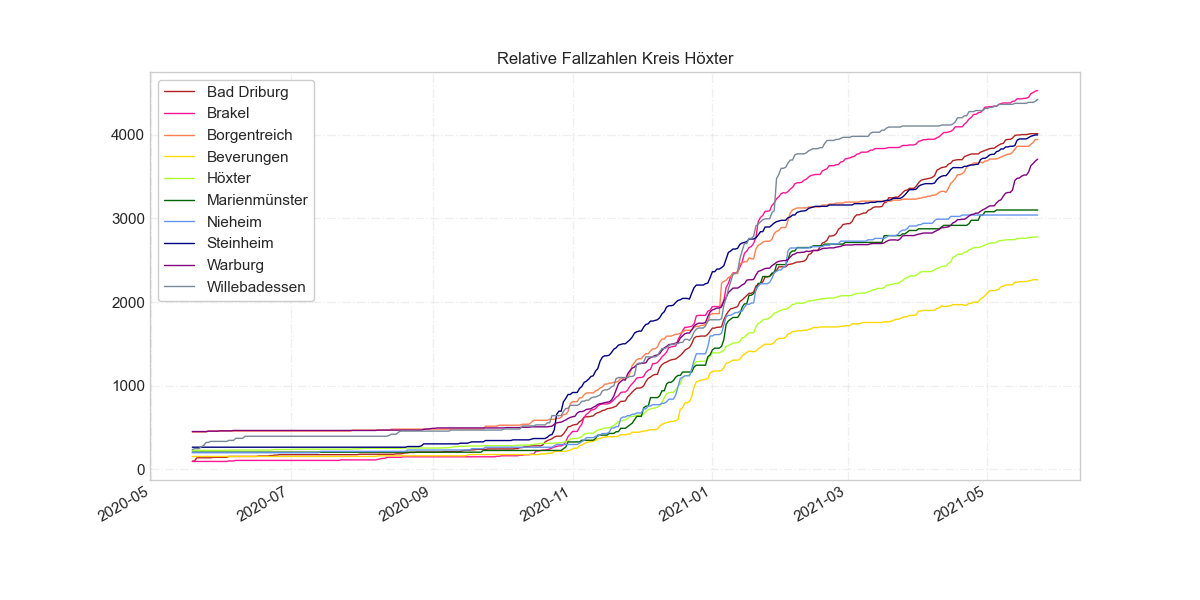 Relative Fallzahlen Kreis Höxter
Bad Driburg
Brakel
Borgentreich
Beverungen
Höxter
Marienmünster
Nieheim
Steinheim
Warburg
Willebadessen
4000
3000
2000
1000
0
2020-05
2020-07
2020-09
2020-11
2021-01
2021-03
2021-05